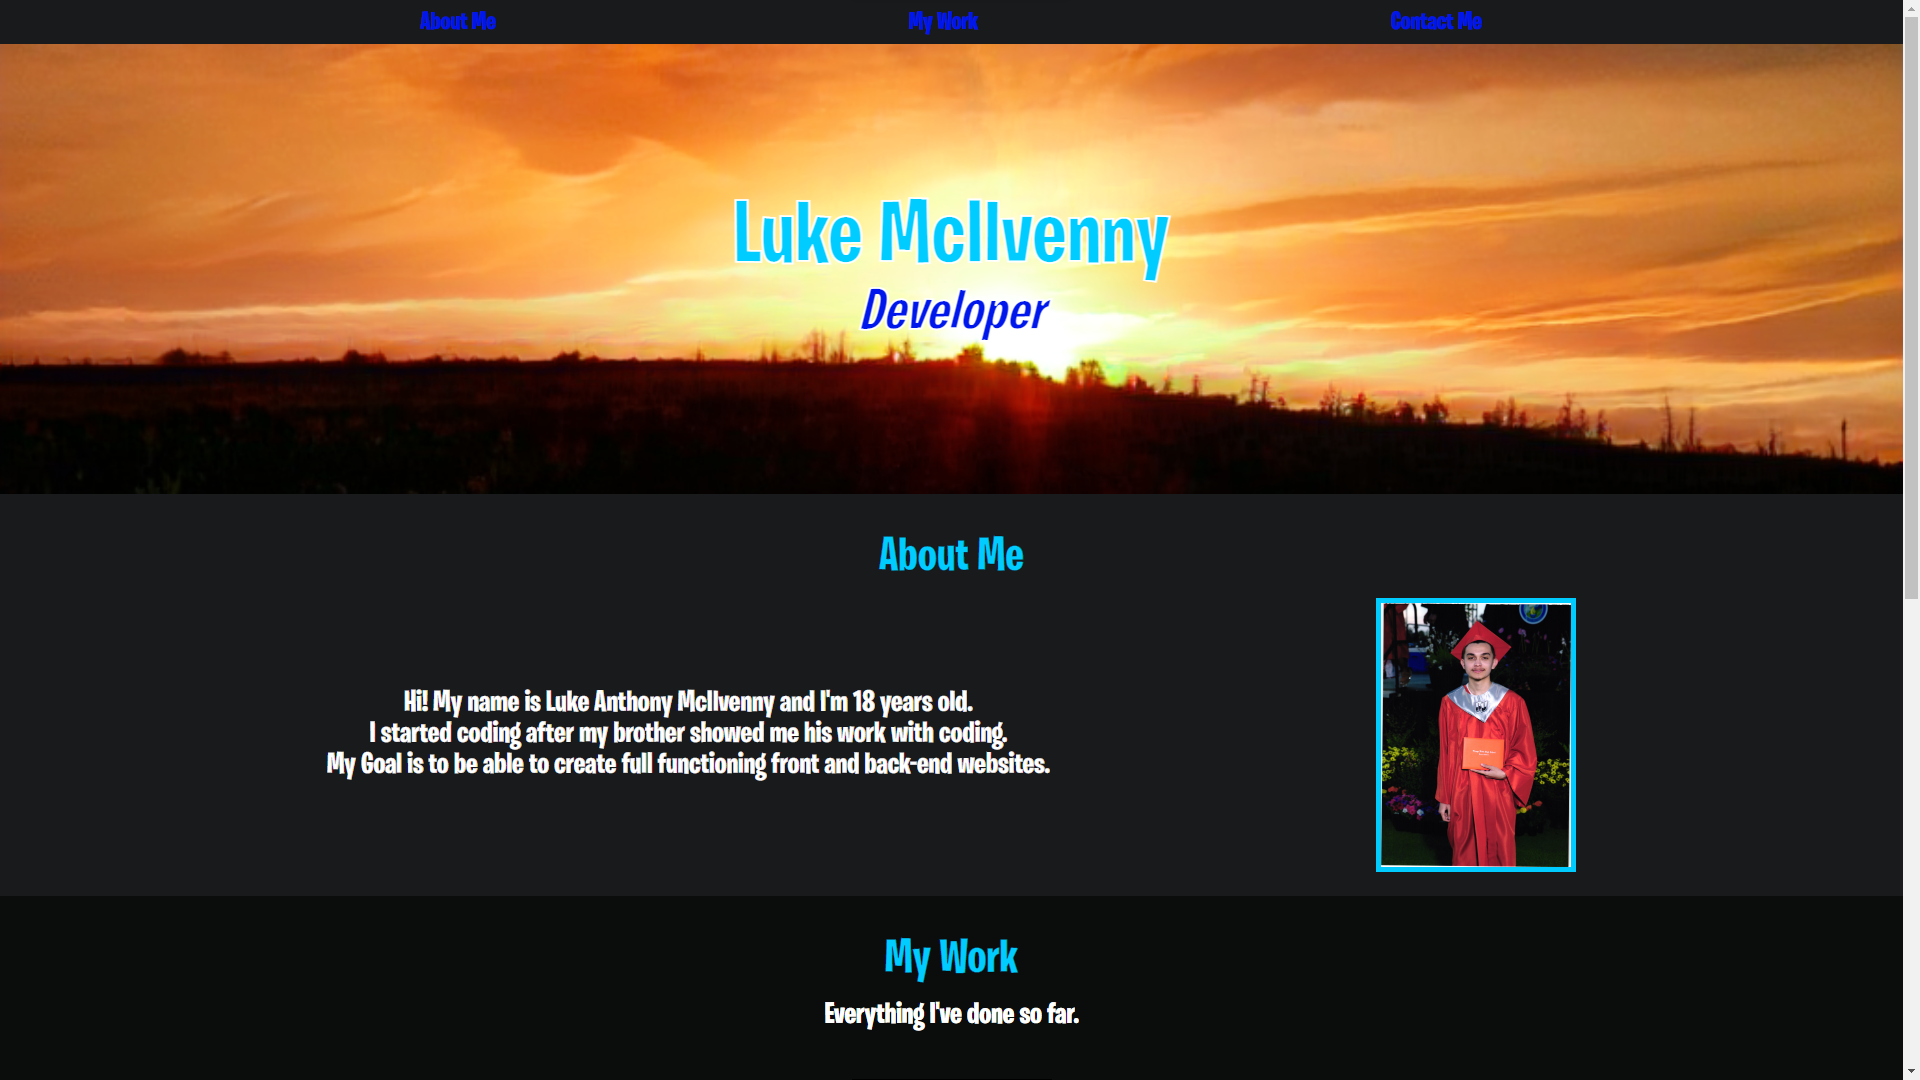 About Me
My Work
Contact Me
Luke McIlvenny
Developer
About Me
Hi! My name is Luke Anthony McIlvenny and I'm 18 years old.
I started coding after my brother showed me his work with coding.
My Goal is to be able to create full functioning front and back-end websites.
My Work
Everything I've done so far.